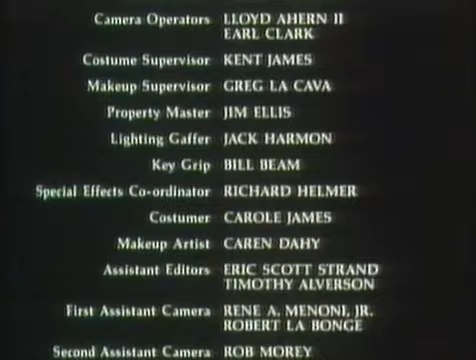 Camera Operators LLOYD AHERN II
EARL CLARK
Costume Supervisor KENT JAMES
Makeup Supervisor GREG LA CAVA
Property Master JIM ELLIS
Lighting Gaffer JACK HARMON
Key Grip BILL BEAM
Special Effects Co-ordinator RICHARD HELMER
Costumer CAROLE JAMES
Makeup Artist CAREN DAHY
Assistant Editors ERIC SCOTT STRAND
TIMOTHY ALVERSON
First Assistant Camera RENE A. MENONI, JR.
ROBERT LA BONGE
Second Assistant Camera ROB MOREY